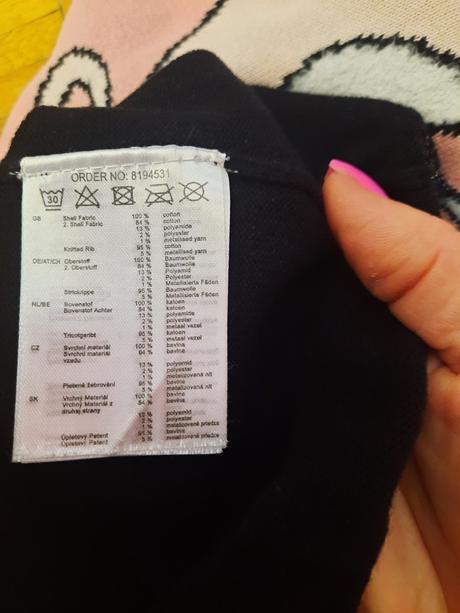 ORDER NO: 8194531
30
GB Shell Fabric 100 % cotton
2. Shell Fabric 84 % cotton
13 % polyamide
2 % polyester
1 % metallised yarn
Knitted Rib 95 % cotton
5 % metallised yarn
DE/AT/CH Oberstoff 100 % Baumwolle
2. Oberstoff 84 % Baumwolle
13 % Polyamid
2 % Polyester
1 % Metallisierte Fäden
Strickrippe 95 % Baumwolle
5 % Metallisierte Fäden
NL/BE Bovenstof 100 % katoen
Bovenstof Achter 84 % katoen
13 % polyamide
2 % polyester
1 % metaal vezel
Tricotgeribt 95 % katoen
5 % metaal vezel
CZ Svrchní materiál 100 % bavlna
Svrchní materiál 84 % bavlna
vzadu
13 % polyamid
2 % polyester
1 % metalizovaná nit
Pletené žebrování 95 % bavlna
5 % metalizovaná nit
SK Vrchný Materiál 100 % bavlna
Vrchný Materiál z 84 % bavlna
druhej strany
13 % polyamid
2 % polyester
1 % metalizované priadze
Úpletový Patent 95 % bavlna
Úpletový Patent 5 % metalizované priadze